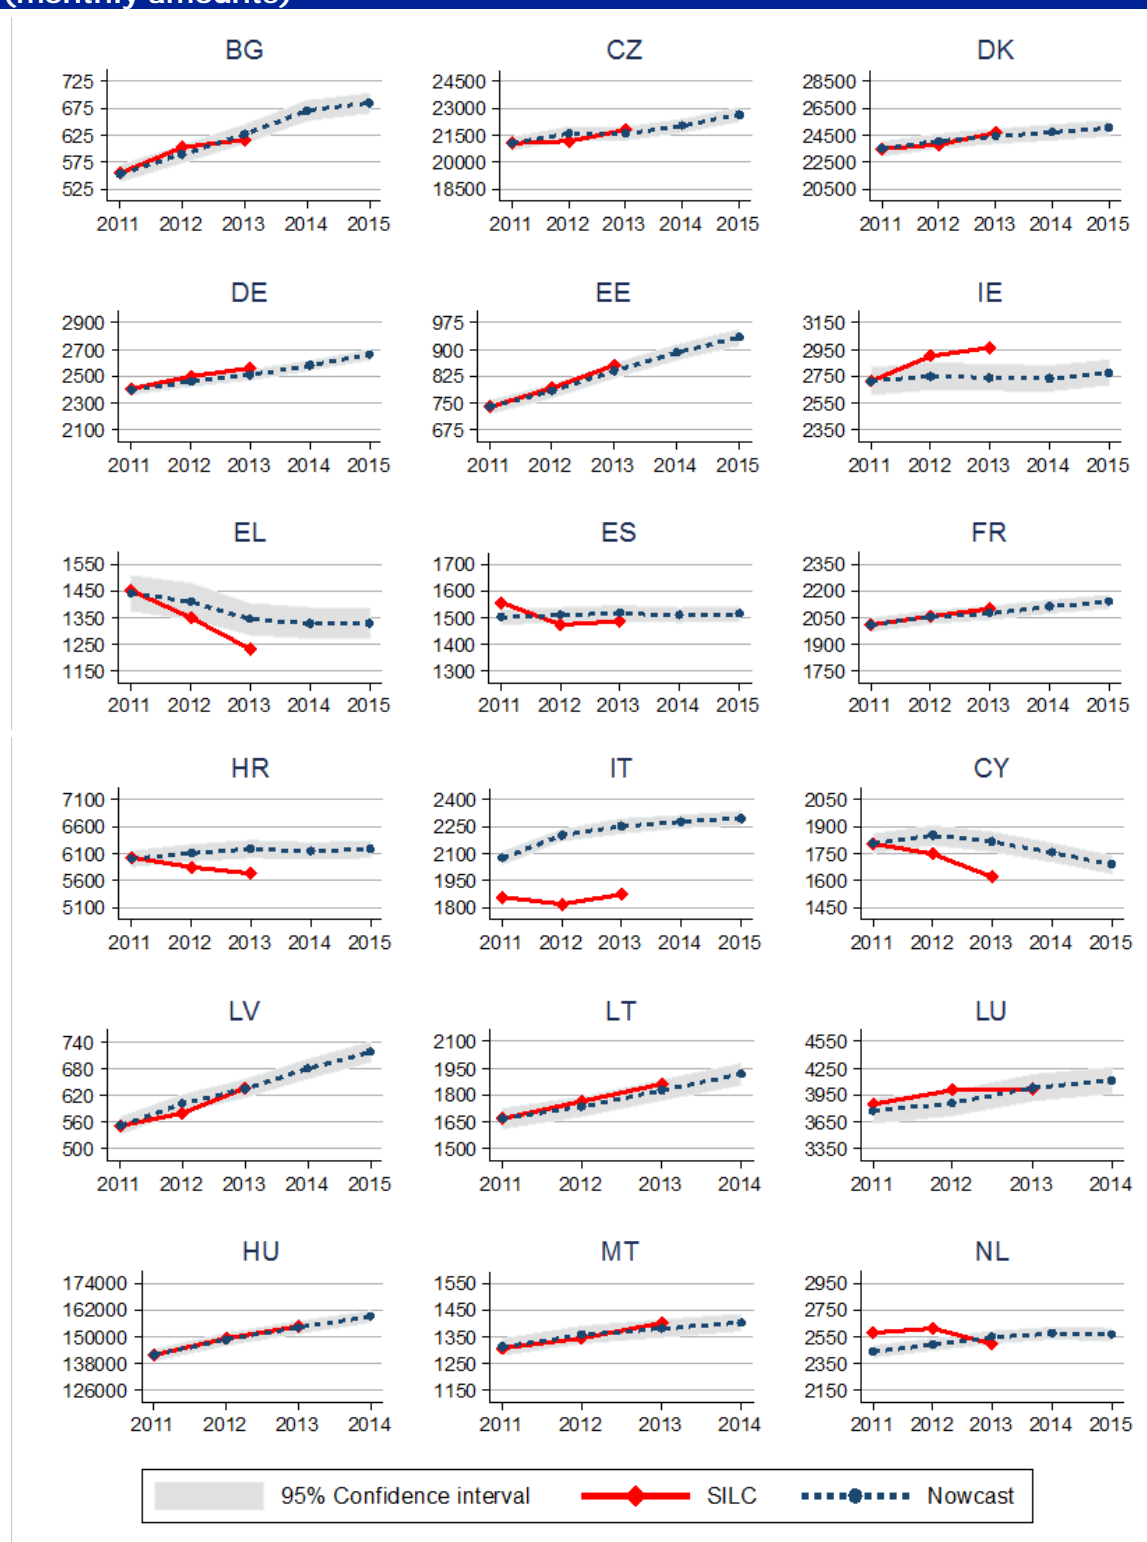 (monthly amounts)
BG CZ DK
725 24500 28500
675 23000 26500
625 21500 24500
575 20000 22500
525 18500 20500
2011 2012 2013 2014 2015 2011 2012 2013 2014 2015 2011 2012 2013 2014 2015
DE EE IE
2900 975 3150
2700 900 2950
2500 825 2750
2300 750 2550
2100 675 2350
2011 2012 2013 2014 2015 2011 2012 2013 2014 2015 2011 2012 2013 2014 2015
EL ES FR
1550 1700 2350
1450 1600 2200
1350 1500 2050
1250 1400 1900
1150 1300 1750
2011 2012 2013 2014 2015 2011 2012 2013 2014 2015 2011 2012 2013 2014 2015
HR IT CY
7100 2400 2050
6600 2250 1900
6100 2100 1750
5600 1950 1600
5100 1800 1450
2011 2012 2013 2014 2015 2011 2012 2013 2014 2015 2011 2012 2013 2014 2015
LV LT LU
740 2100 4550
680 1950 4250
620 1800 3950
560 1650 3650
500 1500 3350
2011 2012 2013 2014 2015 2011 2012 2013 2014 2011 2012 2013 2014
HU MT NL
174000 1550 2950
162000 1450 2750
150000 1350 2550
138000 1250 2350
126000 1150 2150
2011 2012 2013 2014 2011 2012 2013 2014 2011 2012 2013 2014 2015
95% Confidence interval SILC Nowcast